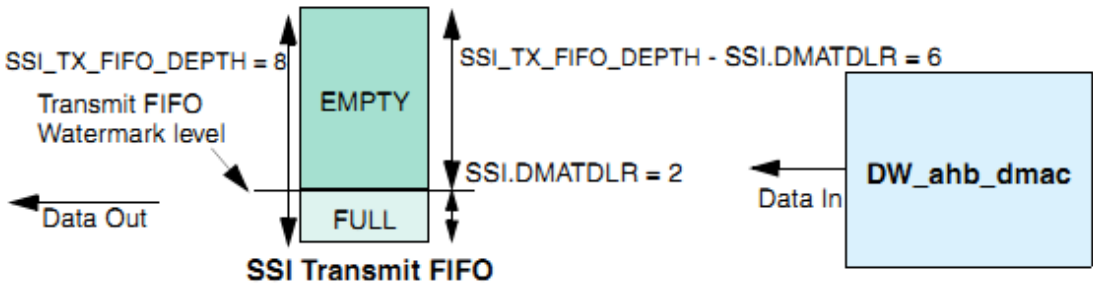 SSI_TX_FIFO_DEPTH = 8
SSI_TX_FIFO_DEPTH - SSI.DMATDLR = 6
EMPTY
Transmit FIFO
Watermark level
SSI.DMATDLR = 2
DW_ahb_dmac
Data In
Data Out
FULL
SSI Transmit FIFO